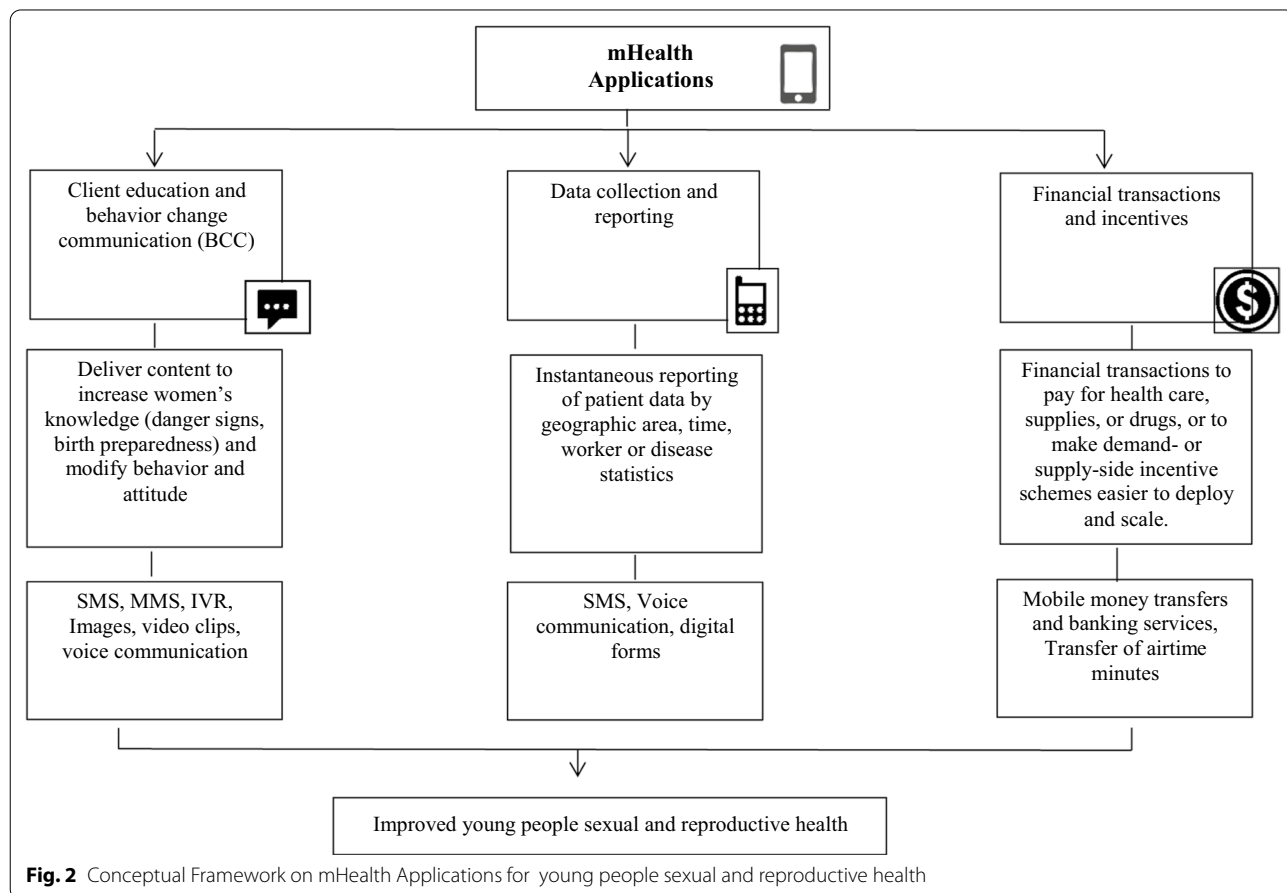 mHealth
Applications
Client education and
behavior change
communication (BCC)
Data collection and
reporting
Financial transactions
and incentives
$
Deliver content to
increase women’s
knowledge (danger signs,
birth preparedness) and
modify behavior and
attitude
Instantaneous reporting
of patient data by
geographic area, time,
worker or disease
statistics
Financial transactions to
pay for health care,
supplies, or drugs, or to
make demand- or
supply-side incentive
schemes easier to deploy
and scale.
SMS, MMS, IVR,
Images, video clips,
voice communication
SMS, Voice
communication, digital
forms
Mobile money transfers
and banking services,
Transfer of airtime
minutes
Improved young people sexual and reproductive health
Fig. 2 Conceptual Framework on mHealth Applications for young people sexual and reproductive health